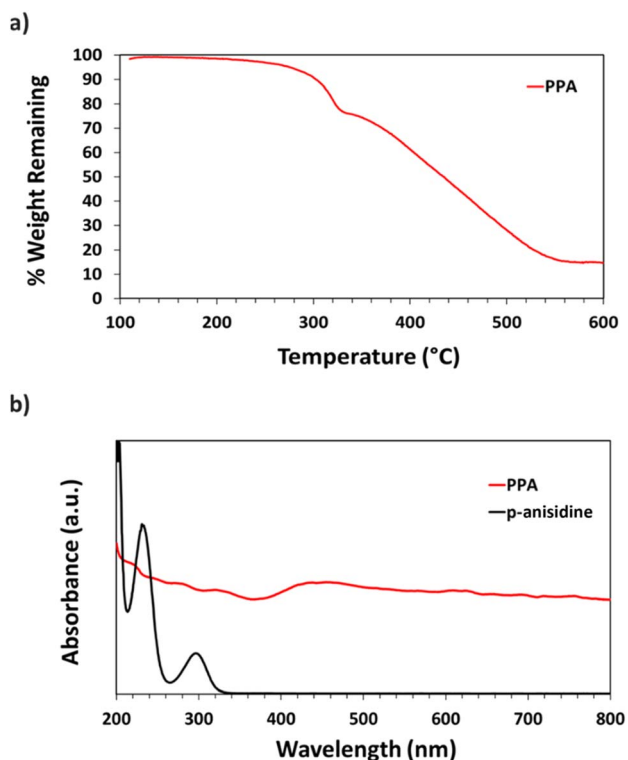 a)
100
90
80
70
60
50
40
30
20
10
0
% Weight Remaining
PPA
100 200 300 400 500 600
Temperature (°C)
b)
Absorbance (a.u.)
PPA
p-anisidine
200 300 400 500 600 700 800
Wavelength (nm)